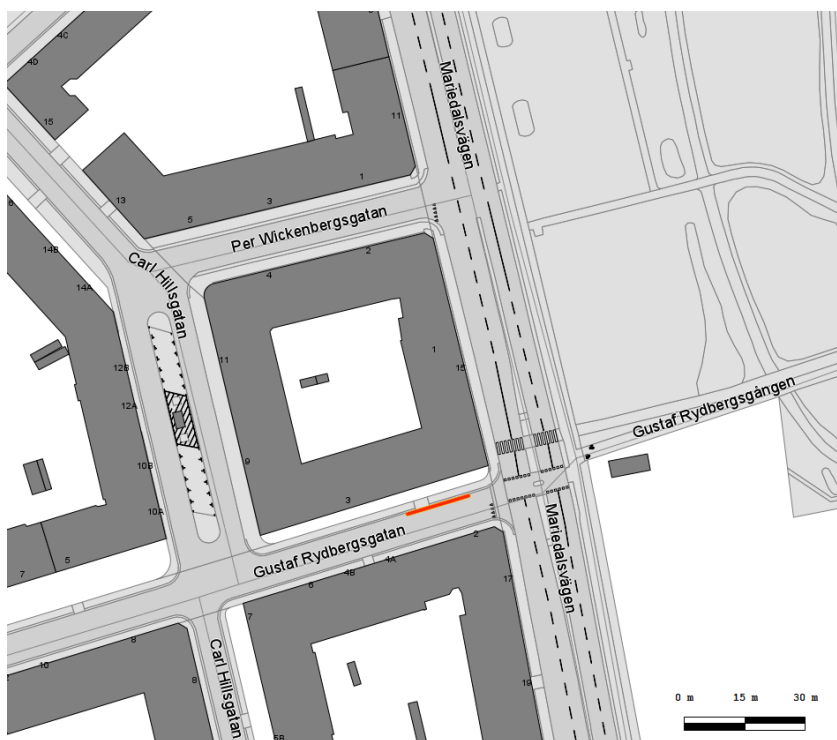 4C
4D
15
11
Mariedalsvägen
6
13
5
3
1
Per Wickenbergsgatan
14B
14A
Carl Hillsgatan
4
2
12B
11
1
15
12A
Gustaf Rydbergsgången
10B
9
10A
3
Gustaf Rydbergsgatan
2
7
5
4A
4B
6
17
Mariedalsvägen
7
8
10
8
Carl Hillsgatan
19
5B
0 m
15 m
30 m